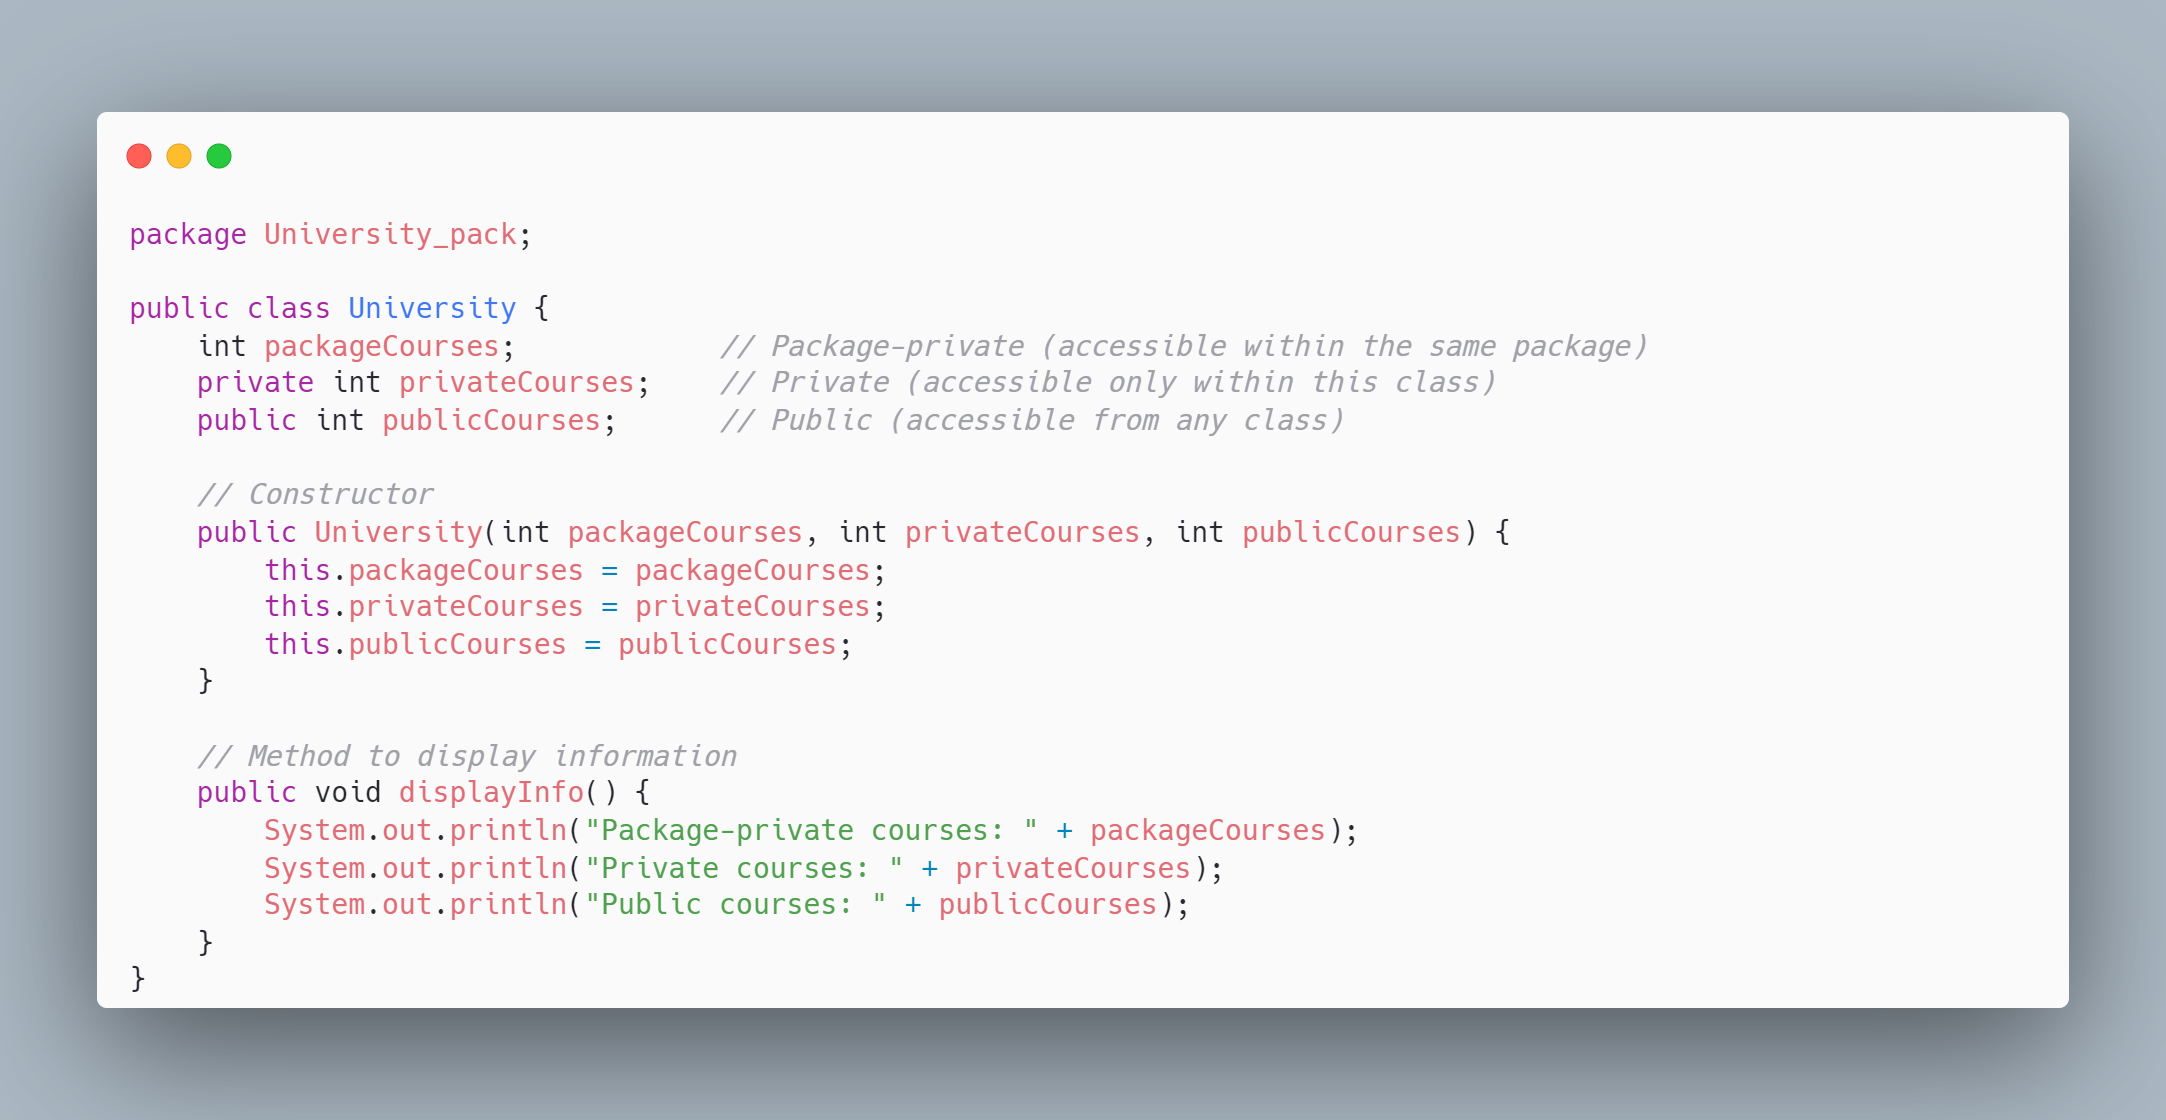 package University_pack;

public class University {
    int packageCourses;            // Package-private (accessible within the same package)
    private int privateCourses;    // Private (accessible only within this class)
    public int publicCourses;      // Public (accessible from any class)

    // Constructor
    public University(int packageCourses, int privateCourses, int publicCourses) {
        this.packageCourses = packageCourses;
        this.privateCourses = privateCourses;
        this.publicCourses = publicCourses;
    }

    // Method to display information
    public void displayInfo() {
        System.out.println("Package-private courses: " + packageCourses);
        System.out.println("Private courses: " + privateCourses);
        System.out.println("Public courses: " + publicCourses);
    }
}